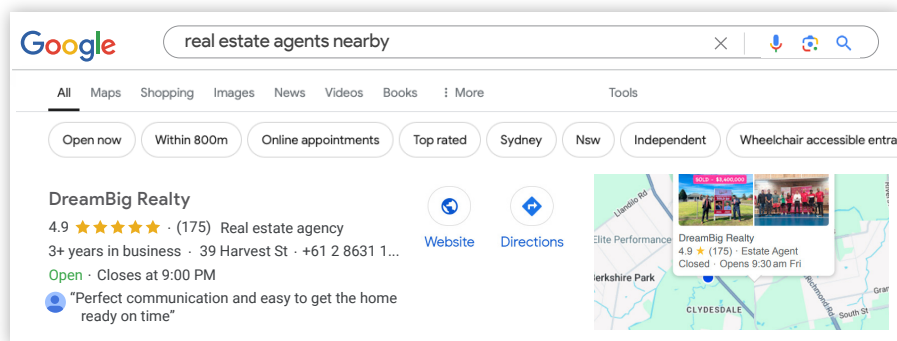 Google
real estate agents nearby
All Maps Shopping Images News Videos Books More Tools
Open now Within 800m Online appointments Top rated Sydney Nsw Independent Wheelchair accessible entra
DreamBig Realty
4.9 · (175) Real estate agency
3+ years in business · 39 Harvest St · +61 2 8631 1...
Open · Closes at 9:00 PM
“Perfect communication and easy to get the home
ready on time”
Website
Directions
SOLD - $3,400,000
DreamBig Realty
4.9 (175) · Estate Agent
Closed · Opens 9:30 am Fri
Llandilo Rd
Elite Performance
Berkshire Park
CLYDESDALE
Richmond Rd
South St